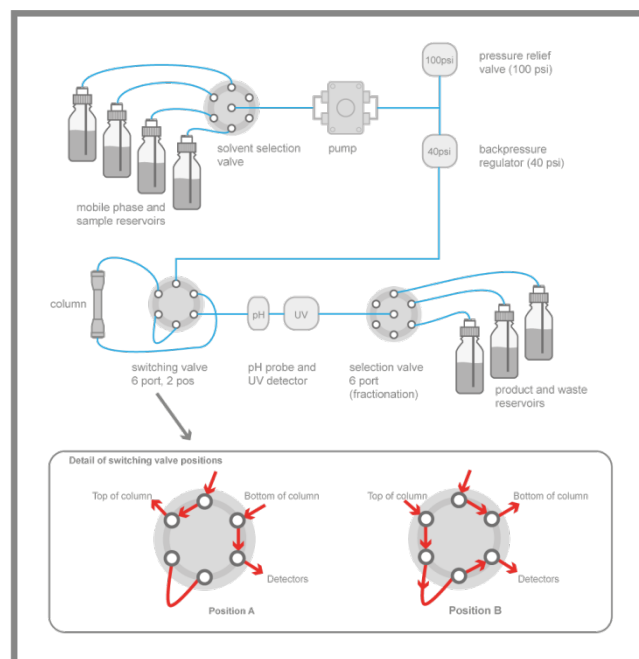 100psi
pressure relief
valve (100 psi)
solvent selection
valve
pump
40psi
backpressure
regulator (40 psi)
mobile phase and
sample reservoirs
column
pH
UV
switching valve
6 port, 2 pos
pH probe and
UV detector
selection valve
6 port
(fractionation)
product and waste
reservoirs
Detail of switching valve positions
Top of column
Bottom of column
Detectors
Position A
Top of column
Bottom of column
Detectors
Position B